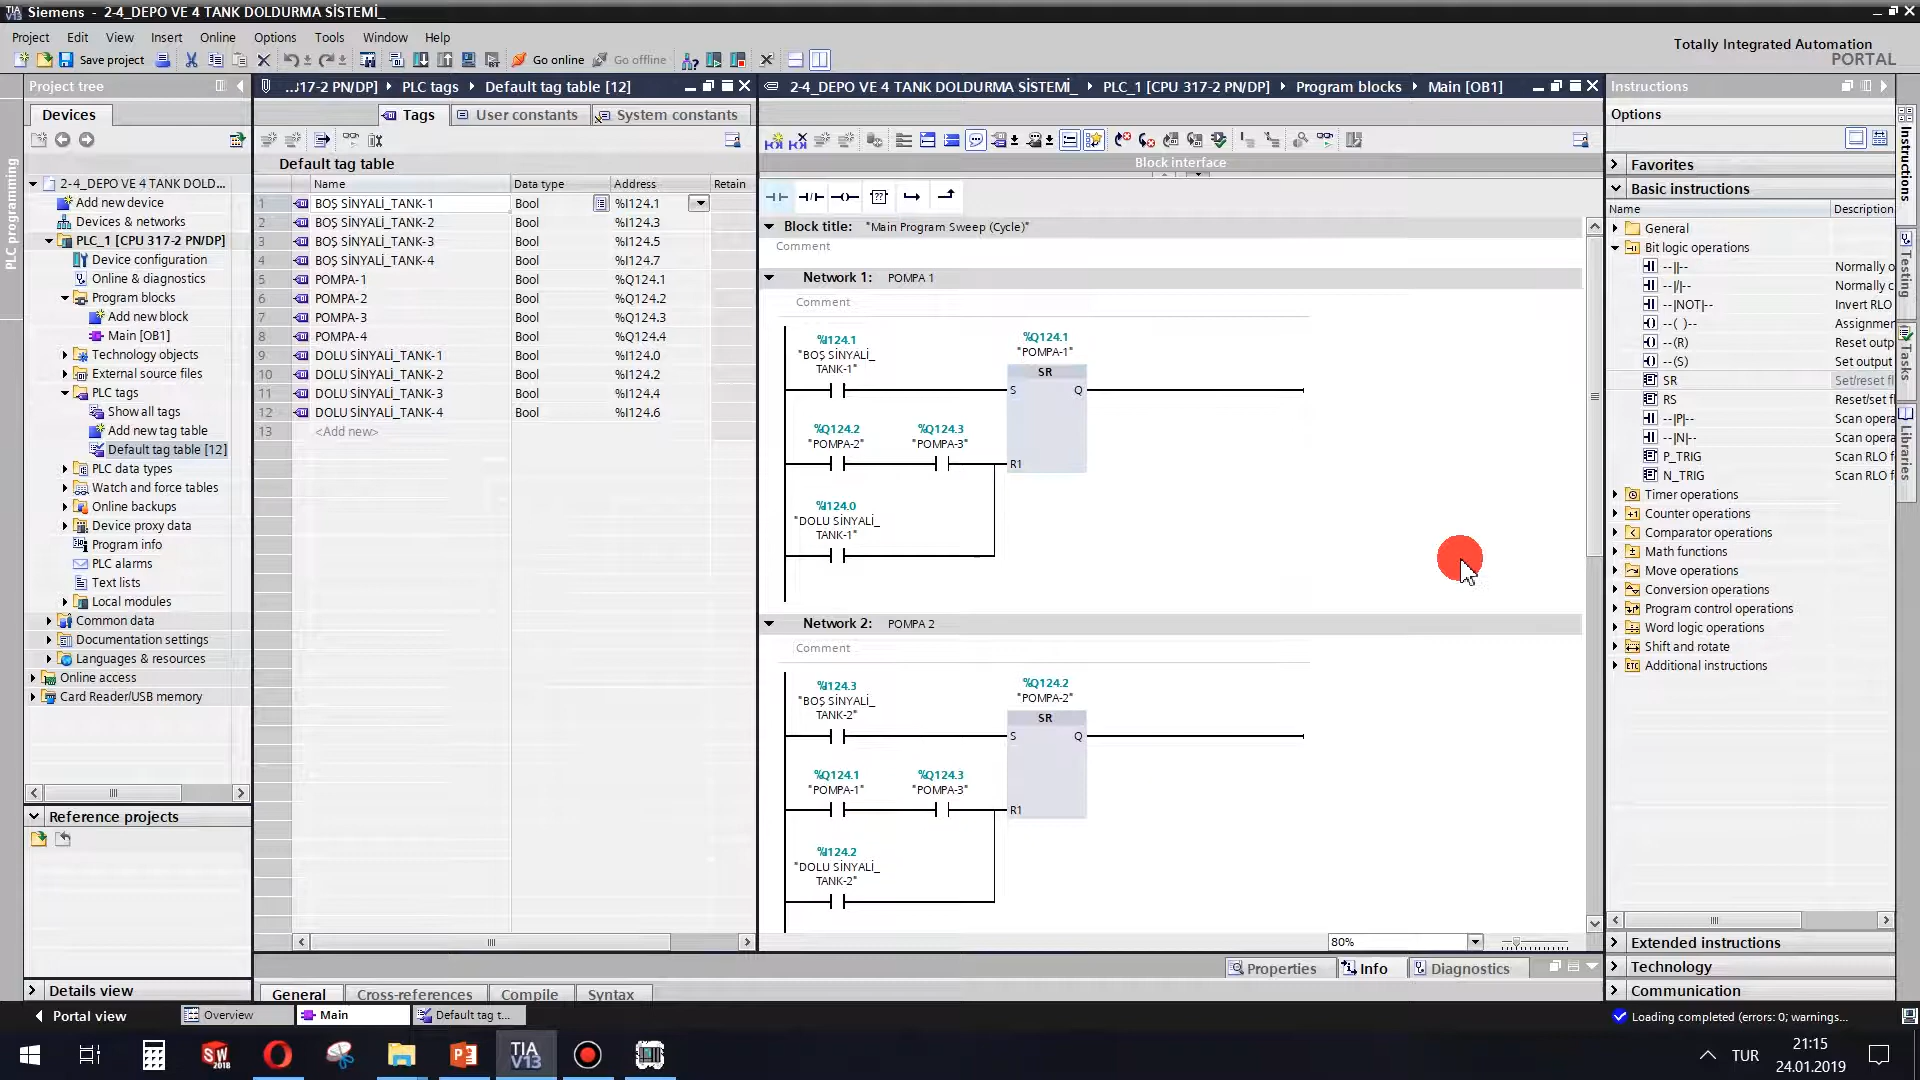 Siemens - 2-4_DEPO VE 4 TANK DOLDURMA SİSTEMİ_
Project Edit View Insert Online Options Tools Window Help
Totally Integrated Automation
PORTAL
Save project
Go online
Go offline
Project tree
...J17-2 PN/DP] PLC tags Default tag table [12]
2-4_DEPO VE 4 TANK DOLDURMA SİSTEMİ_ PLC_1 [CPU 317-2 PN/DP] Program blocks Main [OB1]
Instructions
Devices
Tags User constants System constants
Options
Default tag table
Block interface
Name Data type Address Retain
1 BOŞ SİNYALİ_TANK-1 Bool %I124.1
2 BOŞ SİNYALİ_TANK-2 Bool %I124.3
3 BOŞ SİNYALİ_TANK-3 Bool %I124.5
4 BOŞ SİNYALİ_TANK-4 Bool %I124.7
5 POMPA-1 Bool %Q124.1
6 POMPA-2 Bool %Q124.2
7 POMPA-3 Bool %Q124.3
8 POMPA-4 Bool %Q124.4
9 DOLU SİNYALİ_TANK-1 Bool %I124.0
10 DOLU SİNYALİ_TANK-2 Bool %I124.2
11 DOLU SİNYALİ_TANK-3 Bool %I124.4
12 DOLU SİNYALİ_TANK-4 Bool %I124.6
13 <Add new>
PLC programming
2-4_DEPO VE 4 TANK DOLD...
Add new device
Devices & networks
PLC_1 [CPU 317-2 PN/DP]
Device configuration
Online & diagnostics
Program blocks
Add new block
Main [OB1]
Technology objects
External source files
PLC tags
Show all tags
Add new tag table
Default tag table [12]
PLC data types
Watch and force tables
Online backups
Device proxy data
Program info
PLC alarms
Text lists
Local modules
Common data
Documentation settings
Languages & resources
Online access
Card Reader/USB memory
Reference projects
Details view
Block title: "Main Program Sweep (Cycle)"
Comment
Network 1: POMPA 1
Comment
%I124.1
"BOŞ SİNYALİ_
TANK-1"
%Q124.1
"POMPA-1"
SR
S Q
%Q124.2
"POMPA-2"
%Q124.3
"POMPA-3"
R1
%I124.0
"DOLU SİNYALİ_
TANK-1"
Network 2: POMPA 2
Comment
%I124.3
"BOŞ SİNYALİ_
TANK-2"
%Q124.2
"POMPA-2"
SR
S Q
%Q124.1
"POMPA-1"
%Q124.3
"POMPA-3"
R1
%I124.2
"DOLU SİNYALİ_
TANK-2"
80%
Favorites
Basic instructions
Name Description
General
Bit logic operations
--||-- Normally o
--|/|-- Normally c
--|NOT|-- Invert RLO
--( )-- Assignme
--(R) Reset outp
--(S) Set output
SR Set/reset fl
RS Reset/set f
--|P|-- Scan opera
--|N|-- Scan opera
P_TRIG Scan RLO f
N_TRIG Scan RLO f
Timer operations
Counter operations
Comparator operations
Math functions
Move operations
Conversion operations
Program control operations
Word logic operations
Shift and rotate
Additional instructions
Extended instructions
Technology
Communication
Instructions
Testing
Tasks
Libraries
Properties Info Diagnostics
General Cross-references Compile Syntax
Portal view Overview Main Default tag t...
Loading completed (errors: 0; warnings...
TUR
21:15
24.01.2019